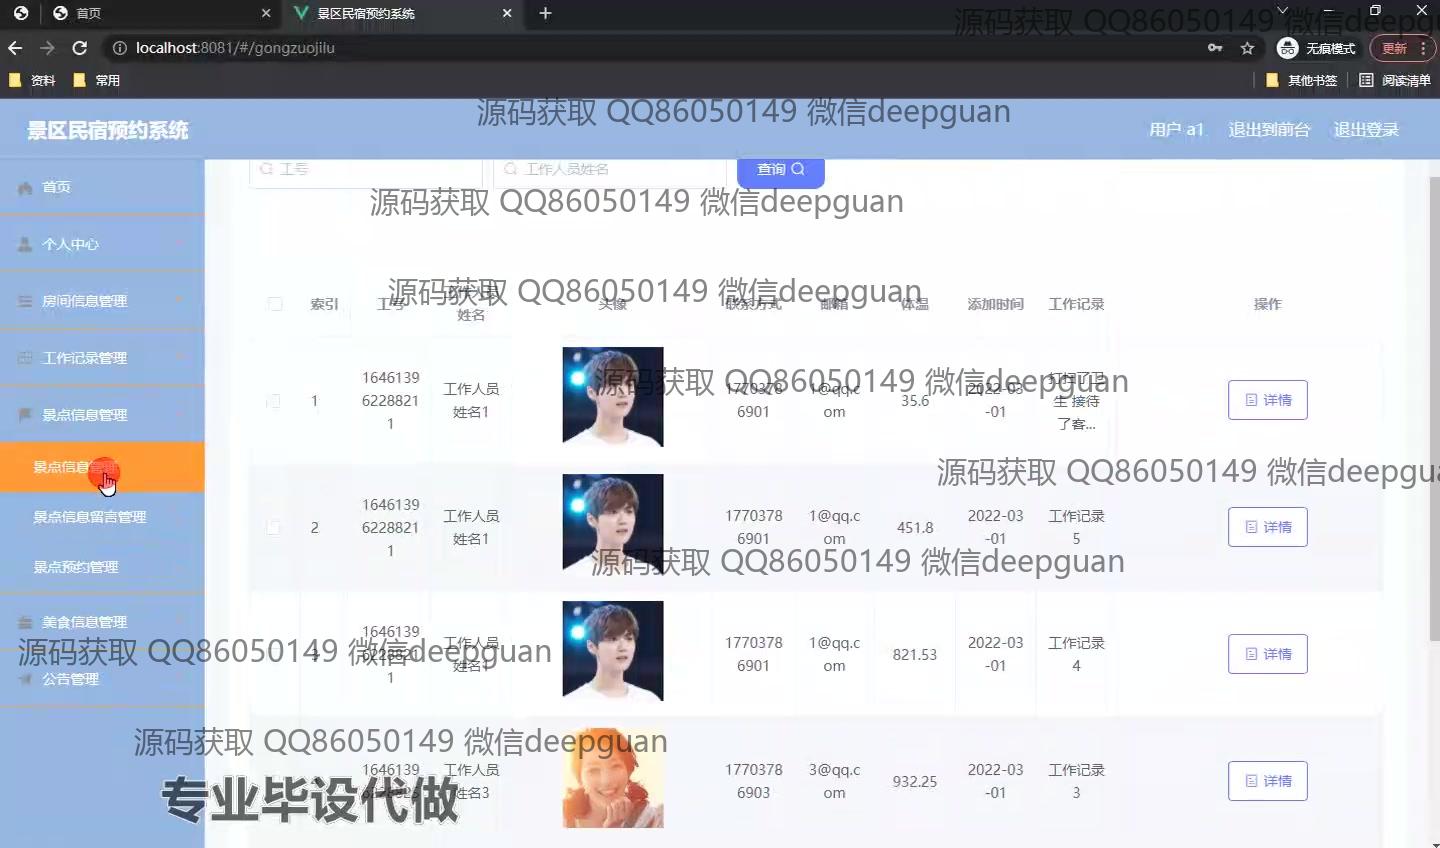 首页
景区民宿预约系统
localhost:8081/#/gongzuojilu
无痕模式
更新
资料
常用
其他书签
阅读清单
源码获取 QQ86050149 微信deepgu
源码获取 QQ86050149 微信deepguan
景区民宿预约系统
用户 a1
退出到前台
退出登录
首页
个人中心
房间信息管理
工作记录管理
景点信息管理
景点信息管理
景点信息留言管理
景点预约管理
美食信息管理
公告管理
工号
工作人员姓名
查询
源码获取 QQ86050149 微信deepguan
源码获取 QQ86050149 微信deepguan
索引
工号
工作人员
姓名
头像
联系方式
邮箱
体温
添加时间
工作记录
操作
1
1646139
6228821
1
工作人员
姓名1
1770378
6901
1@qq.c
om
35.6
2022-03
-01
打扫了卫
生 接待
了客...
详情
源码获取 QQ86050149 微信deepguan
源码获取 QQ86050149 微信deepgua
2
1646139
6228821
1
工作人员
姓名1
1770378
6901
1@qq.c
om
451.8
2022-03
-01
工作记录
5
详情
源码获取 QQ86050149 微信deepguan
1646139
6228821
1
工作人员
姓名1
1770378
6901
1@qq.c
om
821.53
2022-03
-01
工作记录
4
详情
源码获取 QQ86050149 微信deepguan
源码获取 QQ86050149 微信deepguan
1646139
工作人员
姓名3
1770378
6903
3@qq.c
om
932.25
2022-03
-01
工作记录
3
详情
专业毕设代做